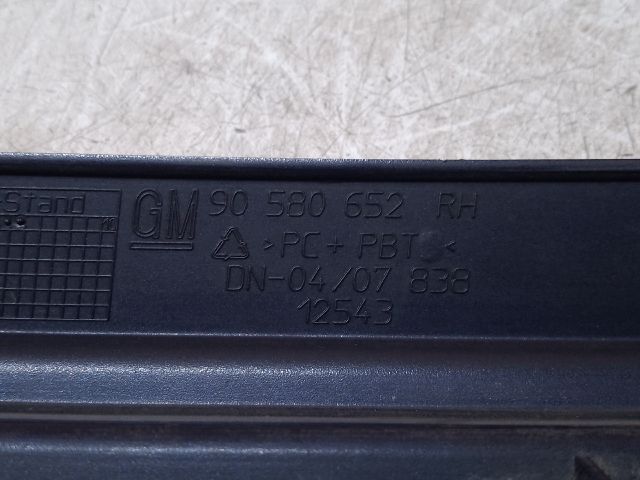 -Stand
GM 90 580 652 RH
>PC + PBT<
DN-04/07 838
12543